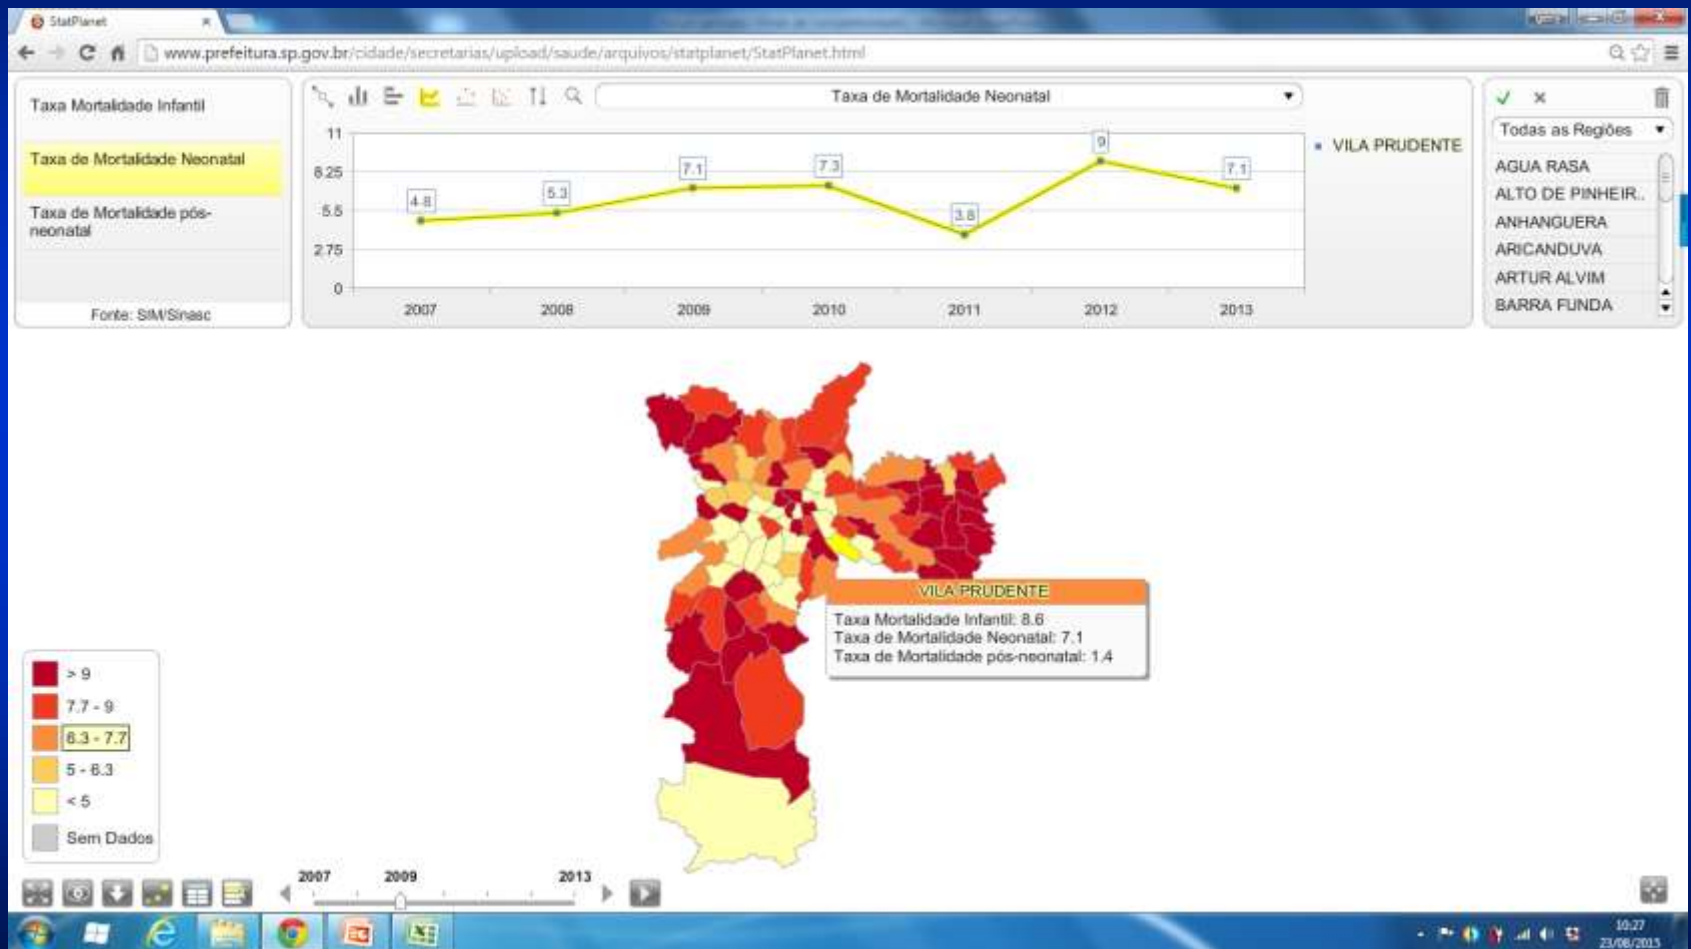 StatPlanet
www.prefeitura.sp.gov.br/cidade/secretarias/upload/saude/arquivos/statplanet/StatPlanet.html
Taxa Mortalidade Infantil
Taxa de Mortalidade Neonatal
Taxa de Mortalidade pós-
neonatal
Fonte: SIM/Sinasc
Taxa de Mortalidade Neonatal
11
8.25
5.5
2.75
0
4.8
5.3
7.1
7.3
3.8
9
7.1
2007
2008
2009
2010
2011
2012
2013
VILA PRUDENTE
Todas as Regiões
AGUA RASA
ALTO DE PINHEIR..
ANHANGUERA
ARICANDUVA
ARTUR ALVIM
BARRA FUNDA
VILA PRUDENTE
Taxa Mortalidade Infantil: 8.6
Taxa de Mortalidade Neonatal: 7.1
Taxa de Mortalidade pós-neonatal: 1.4
> 9
7.7 - 9
6.3 - 7.7
5 - 6.3
< 5
Sem Dados
2007
2009
2013
10:27
23/08/2015